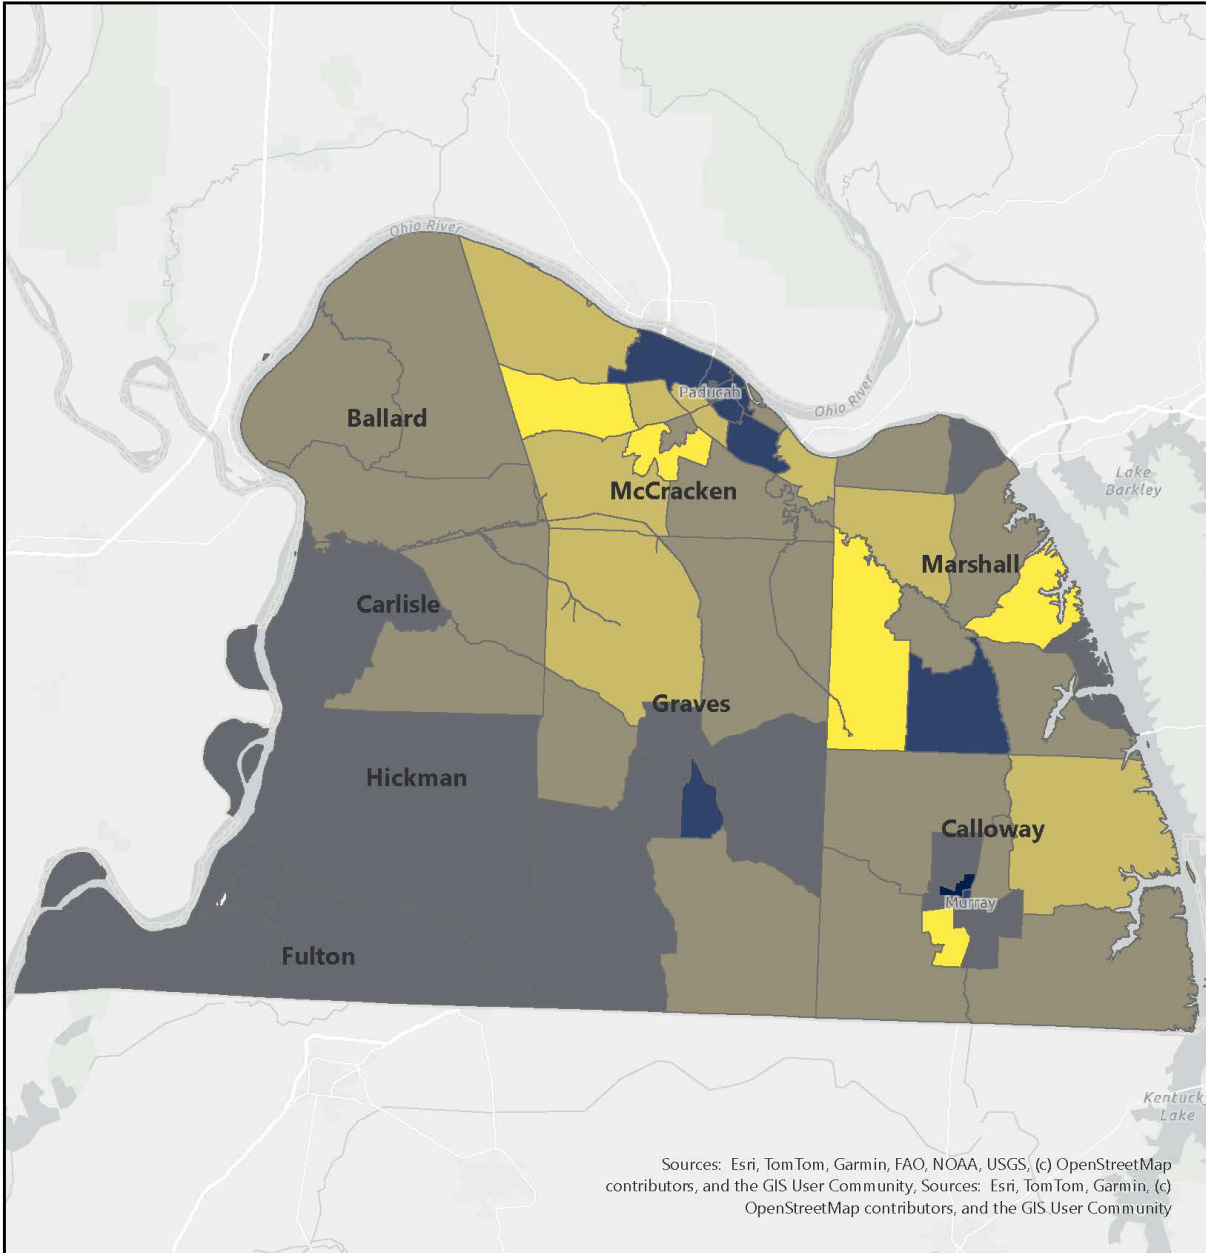 Ohio River
Paducah
Ohio River
Ballard
Lake
Barkley
McCracken
Marshall
Carlisle
Graves
Hickman
Calloway
Murray
Fulton
Kentucky
Lake
Sources: Esri, TomTom, Garmin, FAO, NOAA, USGS, (c) OpenStreetMap
contributors, and the GIS User Community, Sources: Esri, TomTom, Garmin, (c)
OpenStreetMap contributors, and the GIS User Community